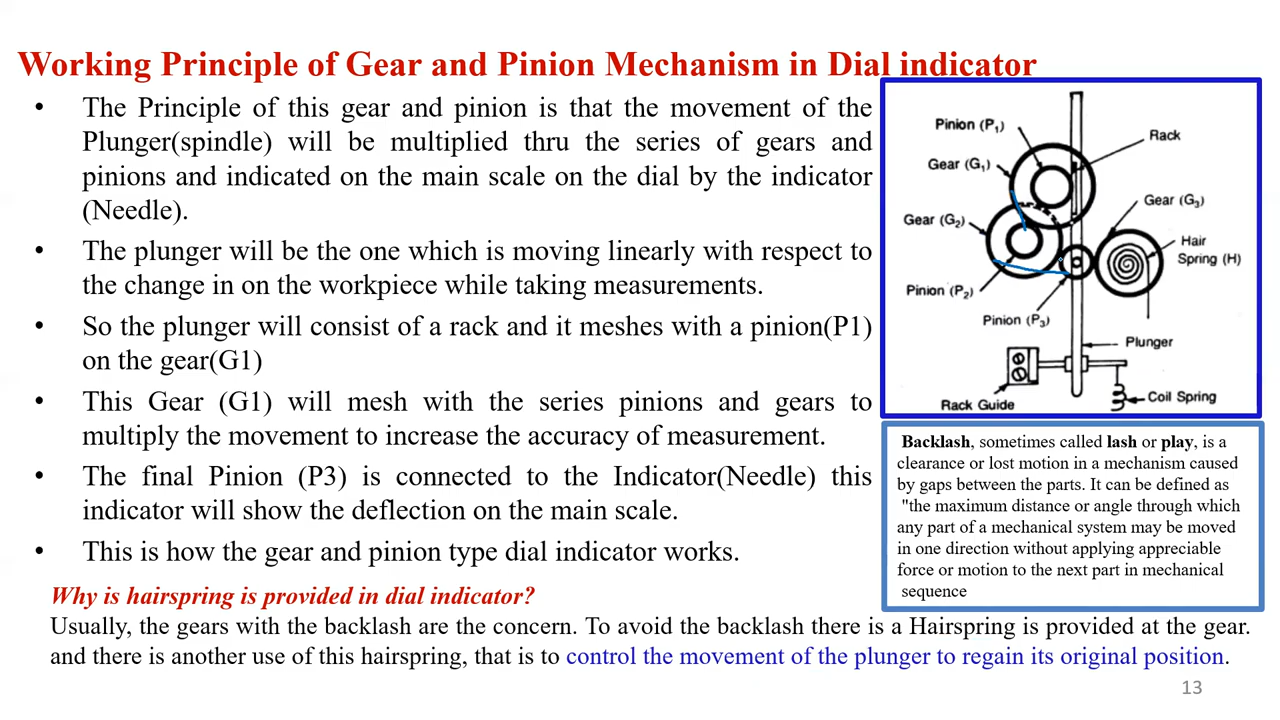 Working Principle of Gear and Pinion Mechanism in Dial indicator
• The Principle of this gear and pinion is that the movement of the
Plunger(spindle) will be multiplied thru the series of gears and
pinions and indicated on the main scale on the dial by the indicator
(Needle).
• The plunger will be the one which is moving linearly with respect to
the change in on the workpiece while taking measurements.
• So the plunger will consist of a rack and it meshes with a pinion(P1)
on the gear(G1)
• This Gear (G1) will mesh with the series pinions and gears to
multiply the movement to increase the accuracy of measurement.
• The final Pinion (P3) is connected to the Indicator(Needle) this
indicator will show the deflection on the main scale.
• This is how the gear and pinion type dial indicator works.
Pinion (P₁)
Rack
Gear (G₁)
Gear (G₃)
Gear (G₂)
Hair
Spring (H)
Pinion (P₂)
Pinion (P₃)
Plunger
Rack Guide
Coil Spring
Backlash, sometimes called lash or play, is a
clearance or lost motion in a mechanism caused
by gaps between the parts. It can be defined as
"the maximum distance or angle through which
any part of a mechanical system may be moved
in one direction without applying appreciable
force or motion to the next part in mechanical
sequence
Why is hairspring is provided in dial indicator?
Usually, the gears with the backlash are the concern. To avoid the backlash there is a Hairspring is provided at the gear.
and there is another use of this hairspring, that is to control the movement of the plunger to regain its original position.
13